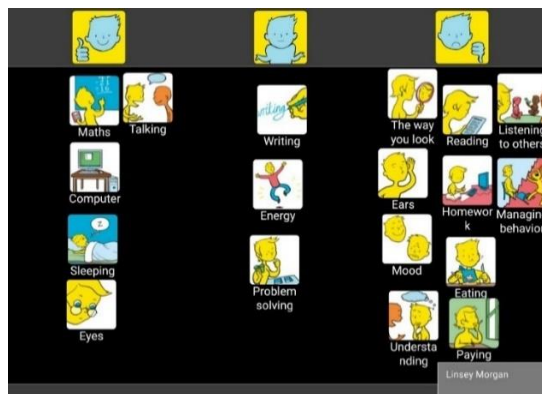 Maths
Talking
Computer
Sleeping
Eyes
writing
Writing
Energy
Problem
solving
The way
you look
Reading
Listening
to others
Ears
Homewor
k
Managin
behavior
Mood
Eating
Understa
nding
Paying
Linsey Morgan